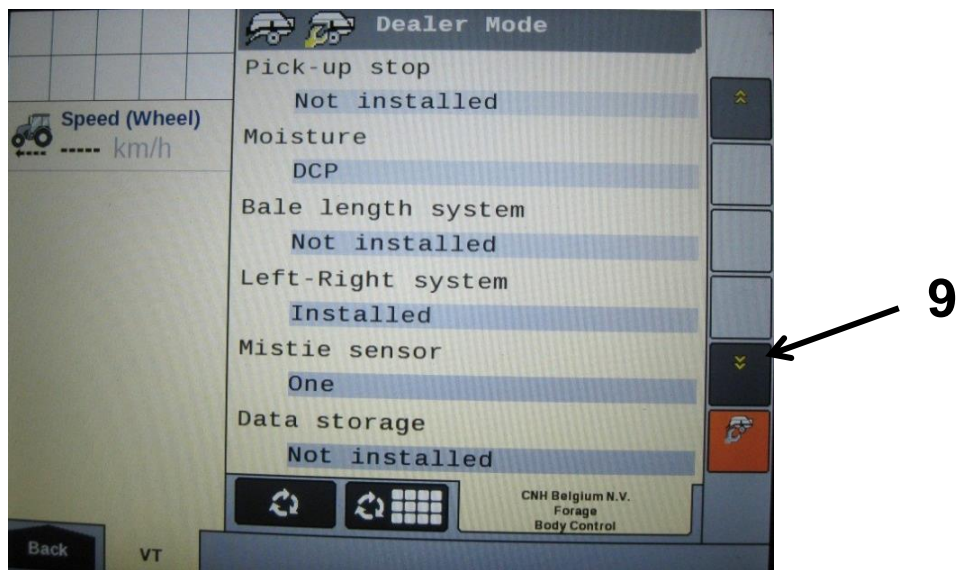 Dealer Mode
Pick-up stop
Not installed
Speed (Wheel)
----- km/h
Moisture
DCP
Bale length system
Not installed
Left-Right system
Installed
Mistie sensor
One
Data storage
Not installed
CNH Belgium N.V.
Forage
Body Control
Back
VT
9